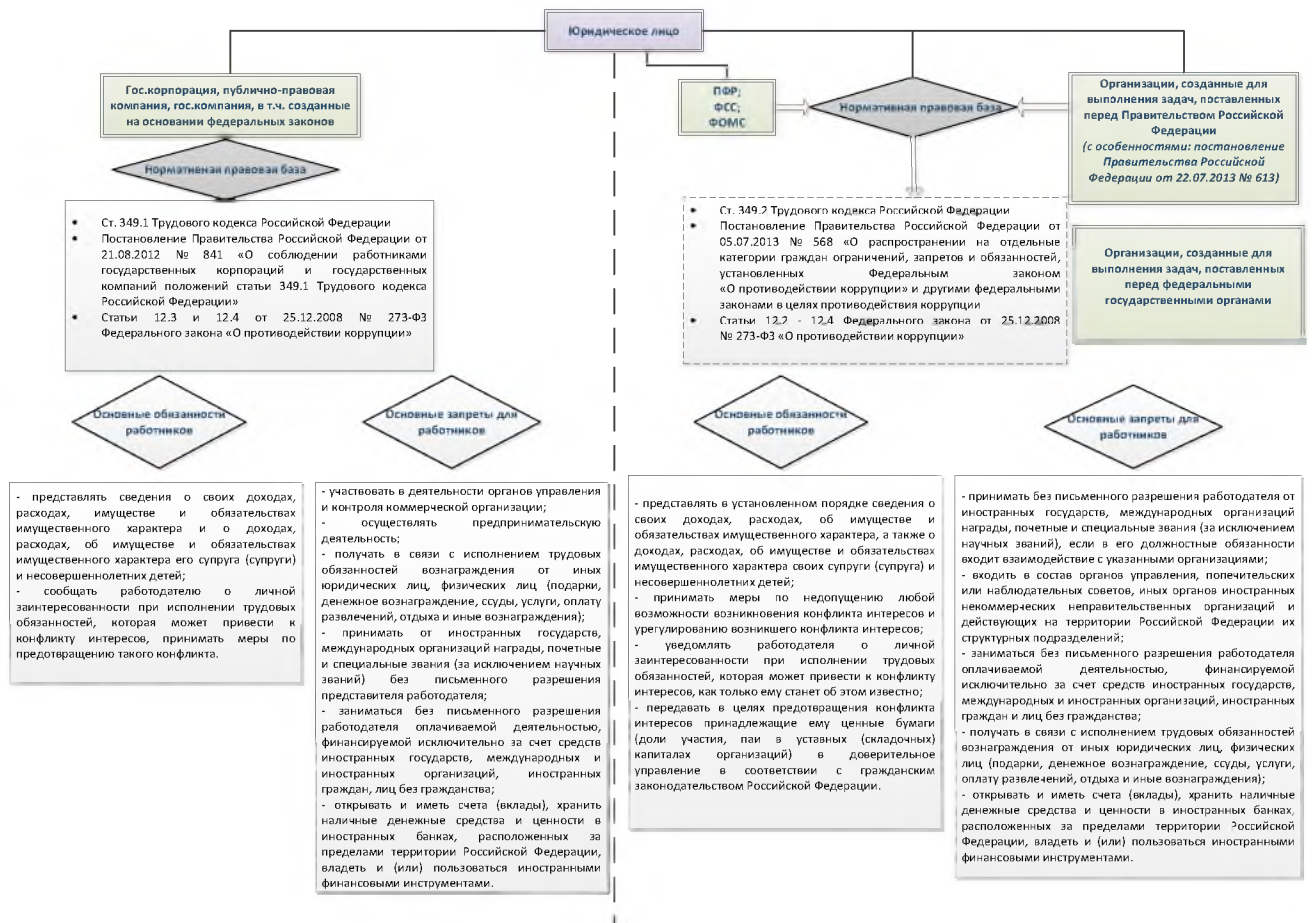 Юридическое лицо
Гос.корпорация, публично-правовая
компания, гос.компания, в т.ч. созданные
на основании федеральных законов
Нормативная правовая база
• Ст. 349.1 Трудового кодекса Российской Федерации
• Постановление Правительства Российской Федерации от
21.08.2012 № 841 «О соблюдении работниками
государственных корпораций и государственных
компаний положений статьи 349.1 Трудового кодекса
Российской Федерации»
• Статьи 12.3 и 12.4 от 25.12.2008 № 273-ФЗ
Федерального закона «О противодействии коррупции»
Основные обязанности
работников
- представлять сведения о своих доходах,
расходах, имуществе и обязательствах
имущественного характера и о доходах,
расходах, об имуществе и обязательствах
имущественного характера его супруга (супруги)
и несовершеннолетних детей;
- сообщать работодателю о личной
заинтересованности при исполнении трудовых
обязанностей, которая может привести к
конфликту интересов, принимать меры по
предотвращению такого конфликта.
Основные запреты для
работников
- участвовать в деятельности органов управления
и контроля коммерческой организации;
- осуществлять предпринимательскую
деятельность;
- получать в связи с исполнением трудовых
обязанностей вознаграждения от иных
юридических лиц, физических лиц (подарки,
денежное вознаграждение, ссуды, услуги, оплату
развлечений, отдыха и иные вознаграждения);
- принимать от иностранных государств,
международных организаций награды, почетные
и специальные звания (за исключением научных
званий) без письменного разрешения
представителя работодателя;
- заниматься без письменного разрешения
работодателя оплачиваемой деятельностью,
финансируемой исключительно за счет средств
иностранных государств, международных и
иностранных организаций, иностранных
граждан, лиц без гражданства;
- открывать и иметь счета (вклады), хранить
наличные денежные средства и ценности в
иностранных банках, расположенных за
пределами территории Российской Федерации,
владеть и (или) пользоваться иностранными
финансовыми инструментами.
ПФР;
ФСС;
ФОМС
Нормативная правовая база
Организации, созданные для
выполнения задач, поставленных
перед Правительством Российской
Федерации
(с особенностями: постановление
Правительства Российской
Федерации от 22.07.2013 № 613)
Организации, созданные для
выполнения задач, поставленных
перед федеральными
государственными органами
• Ст. 349.2 Трудового кодекса Российской Федерации
• Постановление Правительства Российской Федерации от
05.07.2013 № 568 «О распространении на отдельные
категории граждан ограничений, запретов и обязанностей,
установленных Федеральным законом
«О противодействии коррупции» и другими федеральными
законами в целях противодействия коррупции
• Статьи 12.2 - 12.4 Федерального закона от 25.12.2008
№ 273-ФЗ «О противодействии коррупции»
Основные обязанности
работников
- представлять в установленном порядке сведения о
своих доходах, расходах, об имуществе и
обязательствах имущественного характера, а также о
доходах, расходах, об имуществе и обязательствах
имущественного характера своих супруги (супруга) и
несовершеннолетних детей;
- принимать меры по недопущению любой
возможности возникновения конфликта интересов и
урегулированию возникшего конфликта интересов;
- уведомлять работодателя о личной
заинтересованности при исполнении трудовых
обязанностей, которая может привести к конфликту
интересов, как только ему станет об этом известно;
- передавать в целях предотвращения конфликта
интересов принадлежащие ему ценные бумаги
(доли участия, паи в уставных (складочных)
капиталах организаций) в доверительное
управление в соответствии с гражданским
законодательством Российской Федерации.
Основные запреты для
работников
- принимать без письменного разрешения работодателя от
иностранных государств, международных организаций
награды, почетные и специальные звания (за исключением
научных званий), если в его должностные обязанности
входит взаимодействие с указанными организациями;
- входить в состав органов управления, попечительских
или наблюдательных советов, иных органов иностранных
некоммерческих неправительственных организаций и
действующих на территории Российской Федерации их
структурных подразделений;
- заниматься без письменного разрешения работодателя
оплачиваемой деятельностью, финансируемой
исключительно за счет средств иностранных государств,
международных и иностранных организаций, иностранных
граждан и лиц без гражданства;
- получать в связи с исполнением трудовых обязанностей
вознаграждения от иных юридических лиц, физических
лиц (подарки, денежное вознаграждение, ссуды, услуги,
оплату развлечений, отдыха и иные вознаграждения);
- открывать и иметь счета (вклады), хранить наличные
денежные средства и ценности в иностранных банках,
расположенных за пределами территории Российской
Федерации, владеть и (или) пользоваться иностранными
финансовыми инструментами.